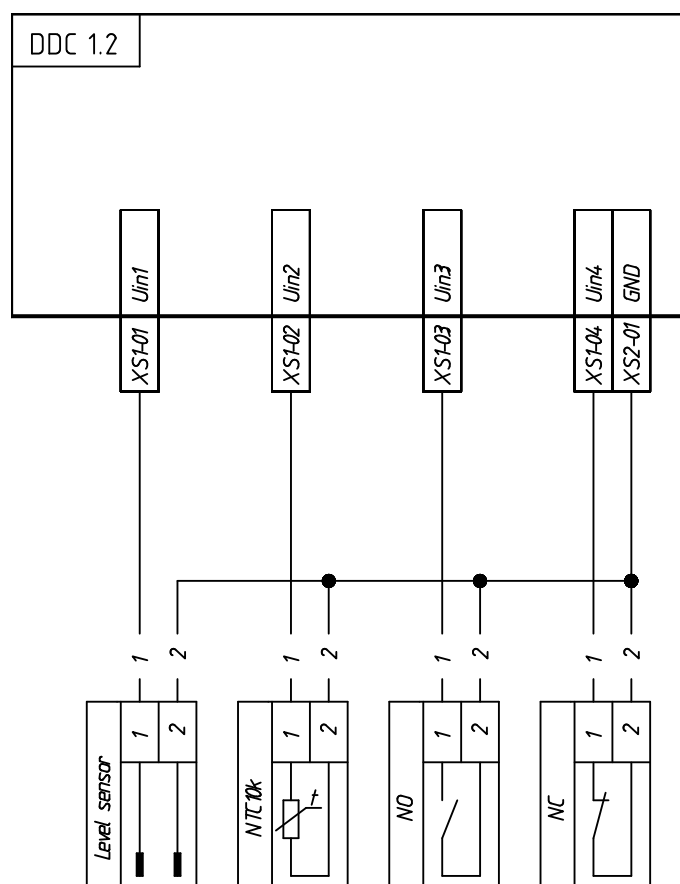 DDC 1.2
Uin1
Uin2
Uin3
Uin4
GND
XS1-01
XS1-02
XS1-03
XS1-04
XS2-01
1
2
1
2
1
2
1
2
Level sensor
1
2
NTC10k
1
2
t
NO
1
2
NC
1
2